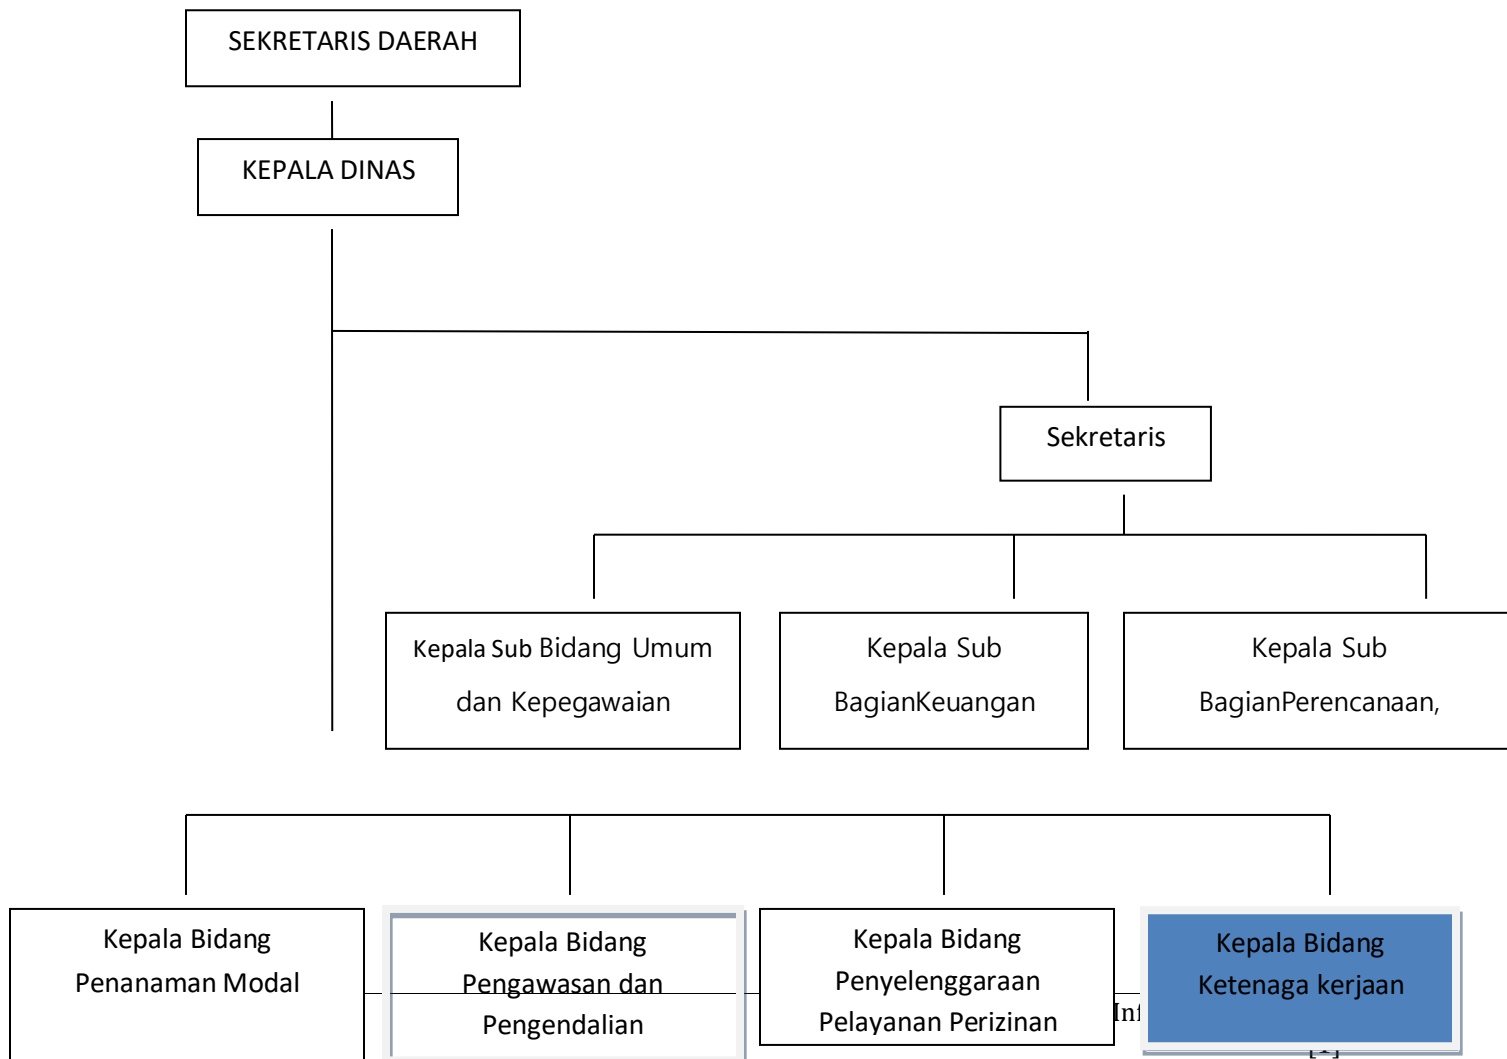 SEKRETARIS DAERAH
KEPALA DINAS
Sekretaris
Kepala Sub Bidang Umum
dan Kepegawaian
Kepala Sub
BagianKeuangan
Kepala Sub
BagianPerencanaan,
Kepala Bidang
Penanaman Modal
Kepala Bidang
Pengawasan dan
Pengendalian
Kepala Bidang
Penyelenggaraan
Pelayanan Perizinan
Kepala Bidang
Ketenaga kerjaan